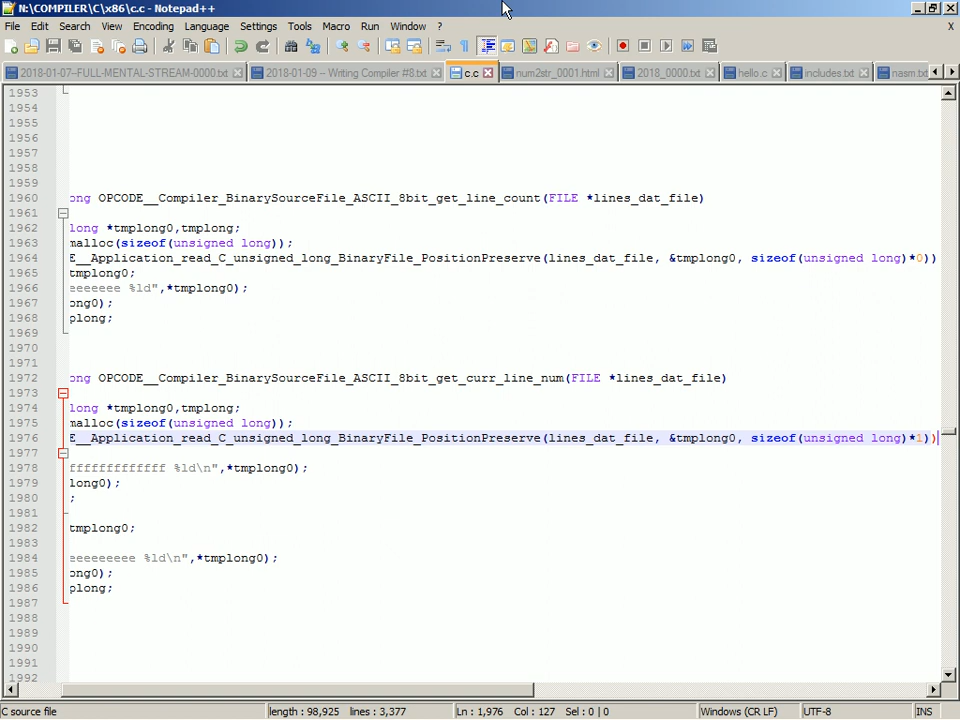 N:\COMPILER\C\x86\c.c - Notepad++
File Edit Search View Encoding Language Settings Tools Macro Run Window ? X
2018-01-07-FULL-MENTAL-STREAM-0000.txt 2018-01-09 -- Writing Compiler #8.txt c.c num2str_0001.html 2018_0000.txt hello.c includes.txt nasm.txt
1953
1954
1955
1956
1957
1958
1959
1960 ong OPCODE__Compiler_BinarySourceFile_ASCII_8bit_get_line_count(FILE *lines_dat_file)
1961
1962 long *tmplong0,tmplong;
1963 malloc(sizeof(unsigned long));
1964 E__Application_read_C_unsigned_long_BinaryFile_PositionPreserve(lines_dat_file, &tmplong0, sizeof(unsigned long)*0))
1965 tmplong0;
1966 eeeeeee %ld",*tmplong0);
1967 ong0);
1968 plong;
1969
1970
1971
1972 ong OPCODE__Compiler_BinarySourceFile_ASCII_8bit_get_curr_line_num(FILE *lines_dat_file)
1973
1974 long *tmplong0,tmplong;
1975 malloc(sizeof(unsigned long));
1976 E__Application_read_C_unsigned_long_BinaryFile_PositionPreserve(lines_dat_file, &tmplong0, sizeof(unsigned long)*1))
1977
1978 fffffffffffff %ld\n",*tmplong0);
1979 long0);
1980 ;
1981
1982 tmplong0;
1983
1984 eeeeeeeee %ld\n",*tmplong0);
1985 ong0);
1986 plong;
1987
1988
1989
1990
1991
1992
C source file length : 98,925 lines : 3,377 Ln : 1,976 Col : 127 Sel : 0 | 0 Windows (CR LF) UTF-8 INS